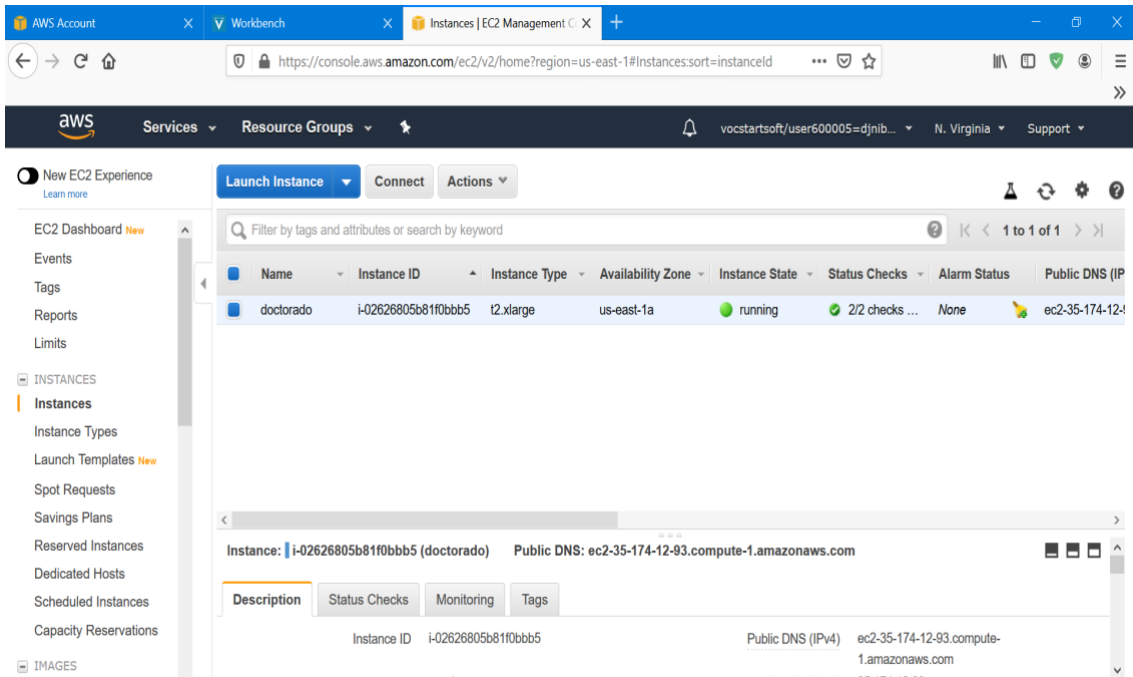 AWS Account
Workbench
Instances | EC2 Management C
https://console.aws.amazon.com/ec2/v2/home?region=us-east-1#Instances:sort=instanceId
aws Services Resource Groups vocstartsoft/user600005=djnib... N. Virginia Support
New EC2 Experience
Learn more
Launch Instance Connect Actions
EC2 Dashboard New
Events
Tags
Reports
Limits
INSTANCES
Instances
Instance Types
Launch Templates New
Spot Requests
Savings Plans
Reserved Instances
Dedicated Hosts
Scheduled Instances
Capacity Reservations
IMAGES
Filter by tags and attributes or search by keyword
1 to 1 of 1
Name Instance ID Instance Type Availability Zone Instance State Status Checks Alarm Status Public DNS (IP
doctorado i-02626805b81f0bbb5 t2.xlarge us-east-1a running 2/2 checks ... None ec2-35-174-12-9
Instance: i-02626805b81f0bbb5 (doctorado) Public DNS: ec2-35-174-12-93.compute-1.amazonaws.com
Description Status Checks Monitoring Tags
Instance ID i-02626805b81f0bbb5
Public DNS (IPv4) ec2-35-174-12-93.compute-
1.amazonaws.com